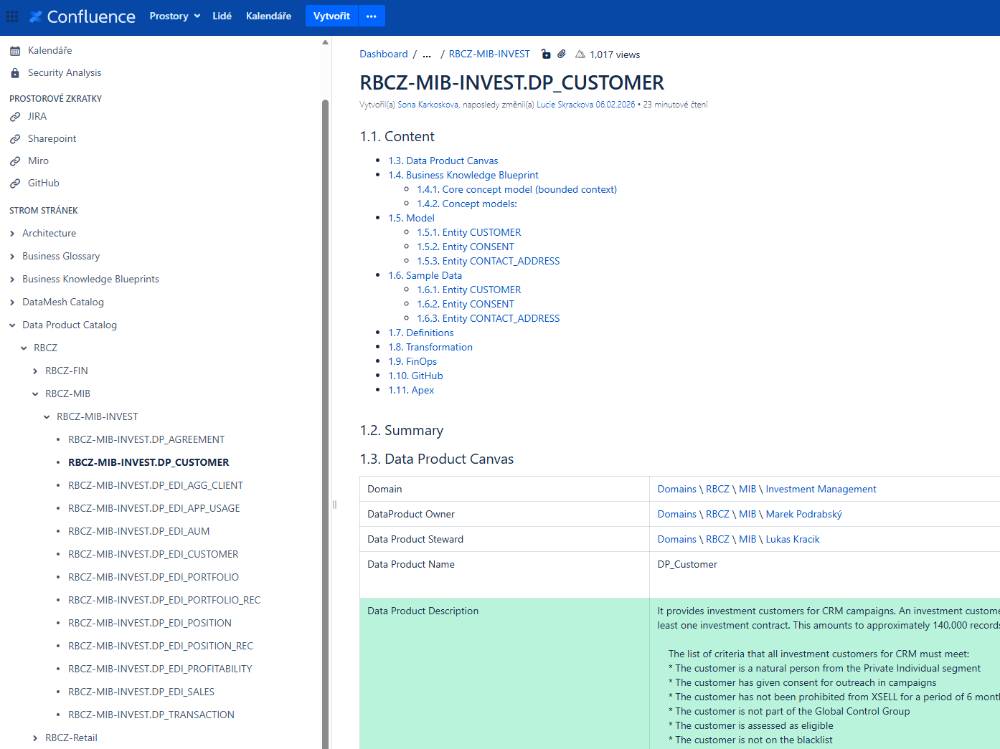 Confluence Prostory Lidé Kalendáře Vytvořit ···
Kalendáře
Security Analysis
PROSTOROVÉ ZKRATKY
JIRA
Sharepoint
Miro
GitHub
STROM STRÁNEK
Architecture
Business Glossary
Business Knowledge Blueprints
DataMesh Catalog
Data Product Catalog
RBCZ
RBCZ-FIN
RBCZ-MIB
RBCZ-MIB-INVEST
• RBCZ-MIB-INVEST.DP_AGREEMENT
• RBCZ-MIB-INVEST.DP_CUSTOMER
• RBCZ-MIB-INVEST.DP_EDI_AGG_CLIENT
• RBCZ-MIB-INVEST.DP_EDI_APP_USAGE
• RBCZ-MIB-INVEST.DP_EDI_AUM
• RBCZ-MIB-INVEST.DP_EDI_CUSTOMER
• RBCZ-MIB-INVEST.DP_EDI_PORTFOLIO
• RBCZ-MIB-INVEST.DP_EDI_PORTFOLIO_REC
• RBCZ-MIB-INVEST.DP_EDI_POSITION
• RBCZ-MIB-INVEST.DP_EDI_POSITION_REC
• RBCZ-MIB-INVEST.DP_EDI_PROFITABILITY
• RBCZ-MIB-INVEST.DP_EDI_SALES
• RBCZ-MIB-INVEST.DP_TRANSACTION
RBCZ-Retail
Dashboard / ... / RBCZ-MIB-INVEST 1,017 views
RBCZ-MIB-INVEST.DP_CUSTOMER
Vytvořil(a) Sona Karkoskova, naposledy změnil(a) Lucie Skrackova 06.02.2026 • 23 minutové čtení
1.1. Content
• 1.3. Data Product Canvas
• 1.4. Business Knowledge Blueprint
1.4.1. Core concept model (bounded context)
1.4.2. Concept models:
• 1.5. Model
1.5.1. Entity CUSTOMER
1.5.2. Entity CONSENT
1.5.3. Entity CONTACT_ADDRESS
• 1.6. Sample Data
1.6.1. Entity CUSTOMER
1.6.2. Entity CONSENT
1.6.3. Entity CONTACT_ADDRESS
• 1.7. Definitions
• 1.8. Transformation
• 1.9. FinOps
• 1.10. GitHub
• 1.11. Apex
1.2. Summary
1.3. Data Product Canvas
Domain Domains \ RBCZ \ MIB \ Investment Management
DataProduct Owner Domains \ RBCZ \ MIB \ Marek Podrabský
Data Product Steward Domains \ RBCZ \ MIB \ Lukas Kracik
Data Product Name DP_Customer
Data Product Description It provides investment customers for CRM campaigns. An investment custome
least one investment contract. This amounts to approximately 140,000 records
The list of criteria that all investment customers for CRM must meet:
* The customer is a natural person from the Private Individual segment
* The customer has given consent for outreach in campaigns
* The customer has not been prohibited from XSELL for a period of 6 mont
* The customer is not part of the Global Control Group
* The customer is assessed as eligible
* The customer is not on the blacklist